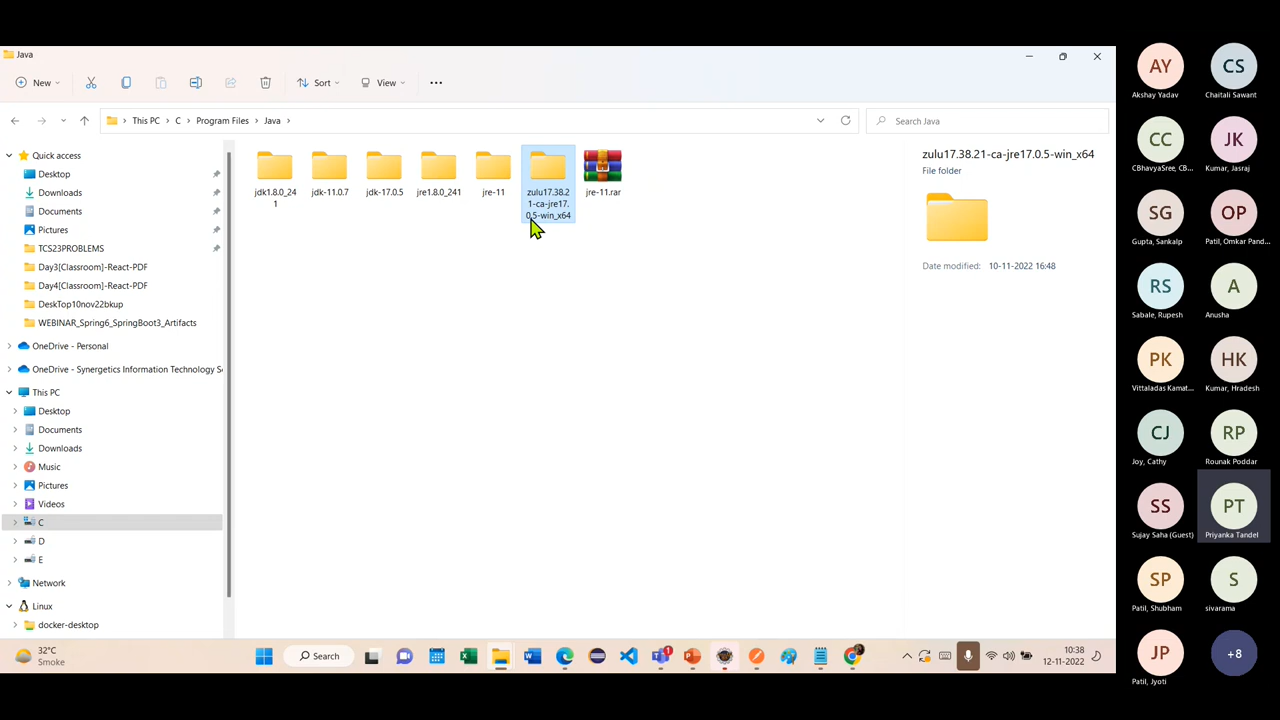 Java
New
Sort
View
This PC
C
Program Files
Java
Search Java
Quick access
Desktop
Downloads
Documents
Pictures
TCS23PROBLEMS
Day3[Classroom]-React-PDF
Day4[Classroom]-React-PDF
DeskTop10nov22bkup
WEBINAR_Spring6_SpringBoot3_Artifacts
OneDrive - Personal
OneDrive - Synergetics Information Technology Se
This PC
Desktop
Documents
Downloads
Music
Pictures
Videos
C
D
E
Network
Linux
docker-desktop
jdk1.8.0_24
1
jdk-11.0.7
jdk-17.0.5
jre1.8.0_241
jre-11
zulu17.38.2
1-ca-jre17.
0.5-win_x64
jre-11.rar
zulu17.38.21-ca-jre17.0.5-win_x64
File folder
Date modified: 10-11-2022 16:48
32°C
Smoke
Search
1
10:38
12-11-2022
AY
Akshay Yadav
CS
Chaitali Sawant
CC
CBhavyaSree, CB...
JK
Kumar, Jasraj
SG
Gupta, Sankalp
OP
Patil, Omkar Pand...
RS
Sabale, Rupesh
A
Anusha
PK
Vittaladas Kamat...
HK
Kumar, Hradesh
CJ
Joy, Cathy
RP
Rounak Poddar
SS
Sujay Saha (Guest)
PT
Priyanka Tandel
SP
Patil, Shubham
S
sivarama
JP
Patil, Jyoti
+8